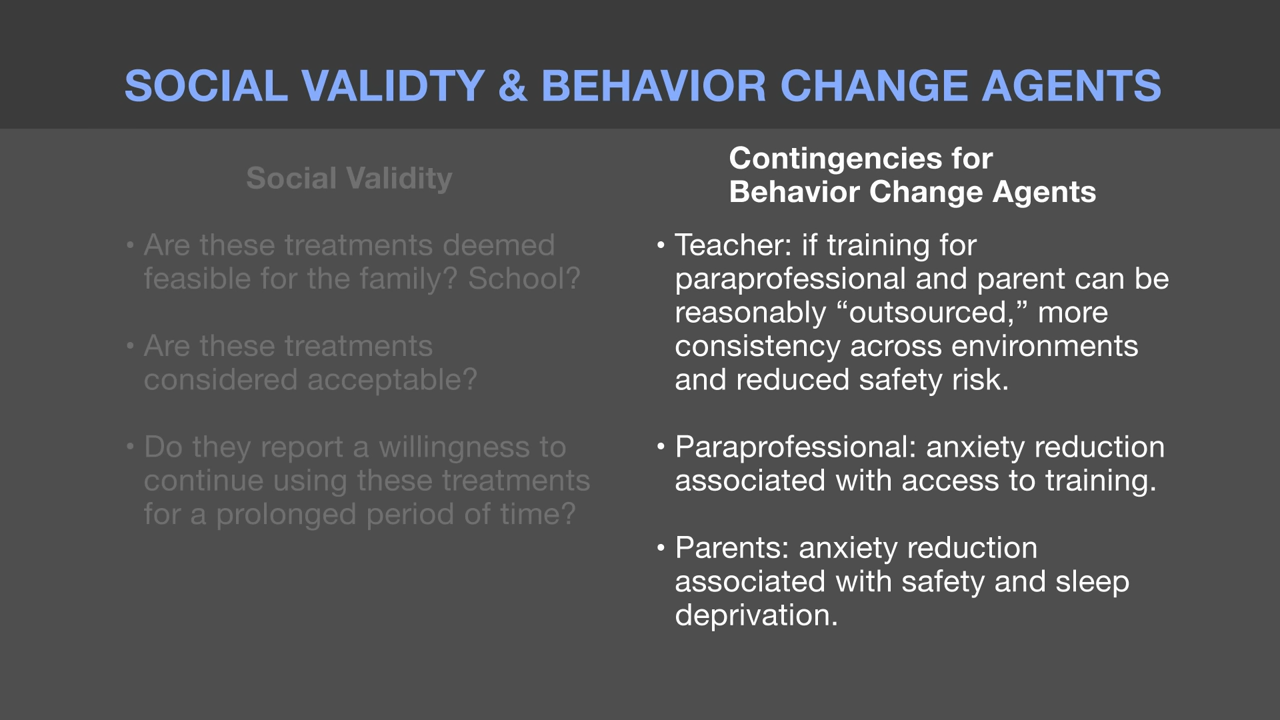 SOCIAL VALIDTY & BEHAVIOR CHANGE AGENTS
Social Validity
• Are these treatments deemed
feasible for the family? School?
• Are these treatments
considered acceptable?
• Do they report a willingness to
continue using these treatments
for a prolonged period of time?
Contingencies for
Behavior Change Agents
• Teacher: if training for
paraprofessional and parent can be
reasonably “outsourced,” more
consistency across environments
and reduced safety risk.
• Paraprofessional: anxiety reduction
associated with access to training.
• Parents: anxiety reduction
associated with safety and sleep
deprivation.